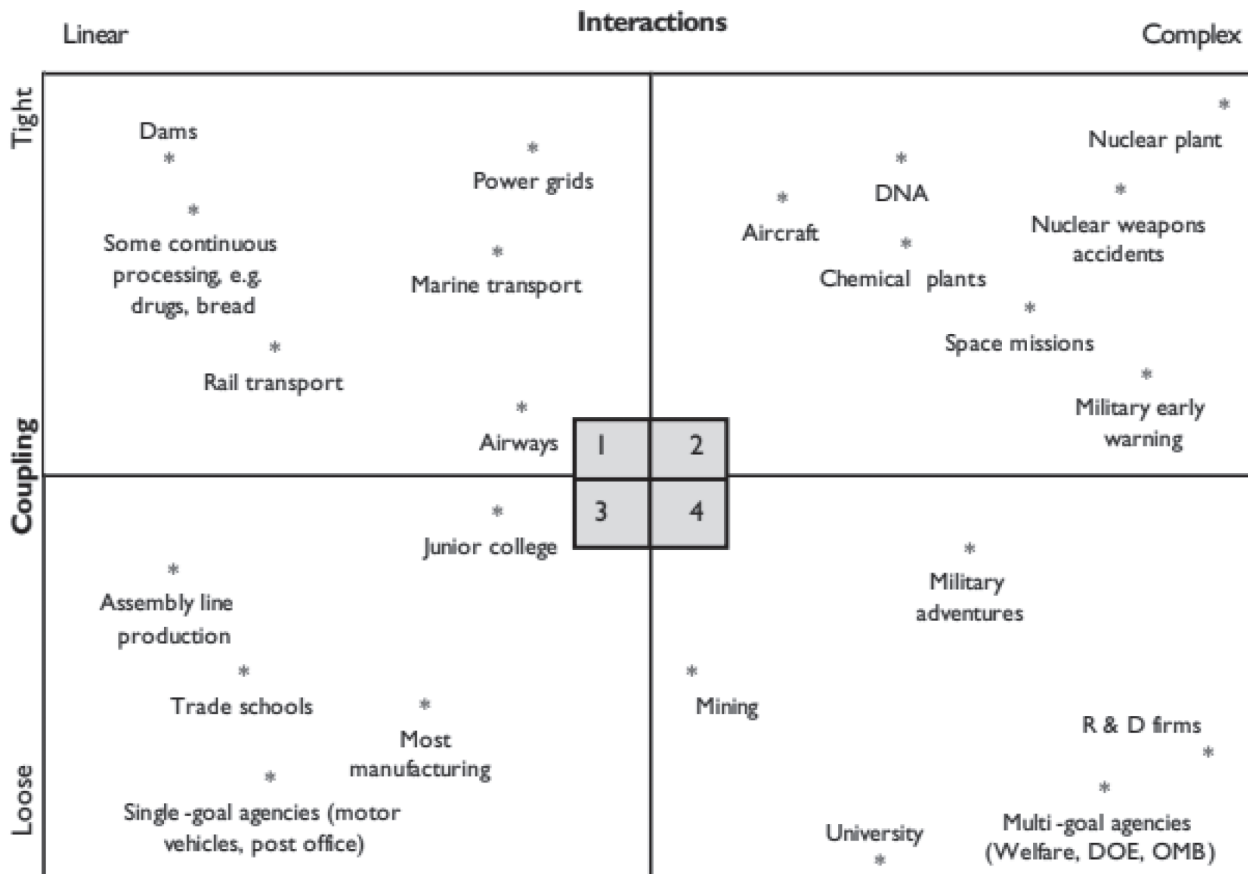 Interactions
Linear
Complex
Tight
Coupling
Loose
Dams
*
*
Power grids
*
Some continuous
processing, e.g.
drugs, bread
*
Marine transport
*
Rail transport
*
Airways
*
Nuclear plant
*
DNA
*
Aircraft
*
Nuclear weapons
accidents
*
Chemical plants
*
Space missions
*
Military early
warning
1
2
3
4
*
Junior college
*
Assembly line
production
*
Trade schools
*
Most
manufacturing
*
Single -goal agencies (motor
vehicles, post office)
*
Military
adventures
*
Mining
R & D firms
*
*
Multi -goal agencies
(Welfare, DOE, OMB)
University
*